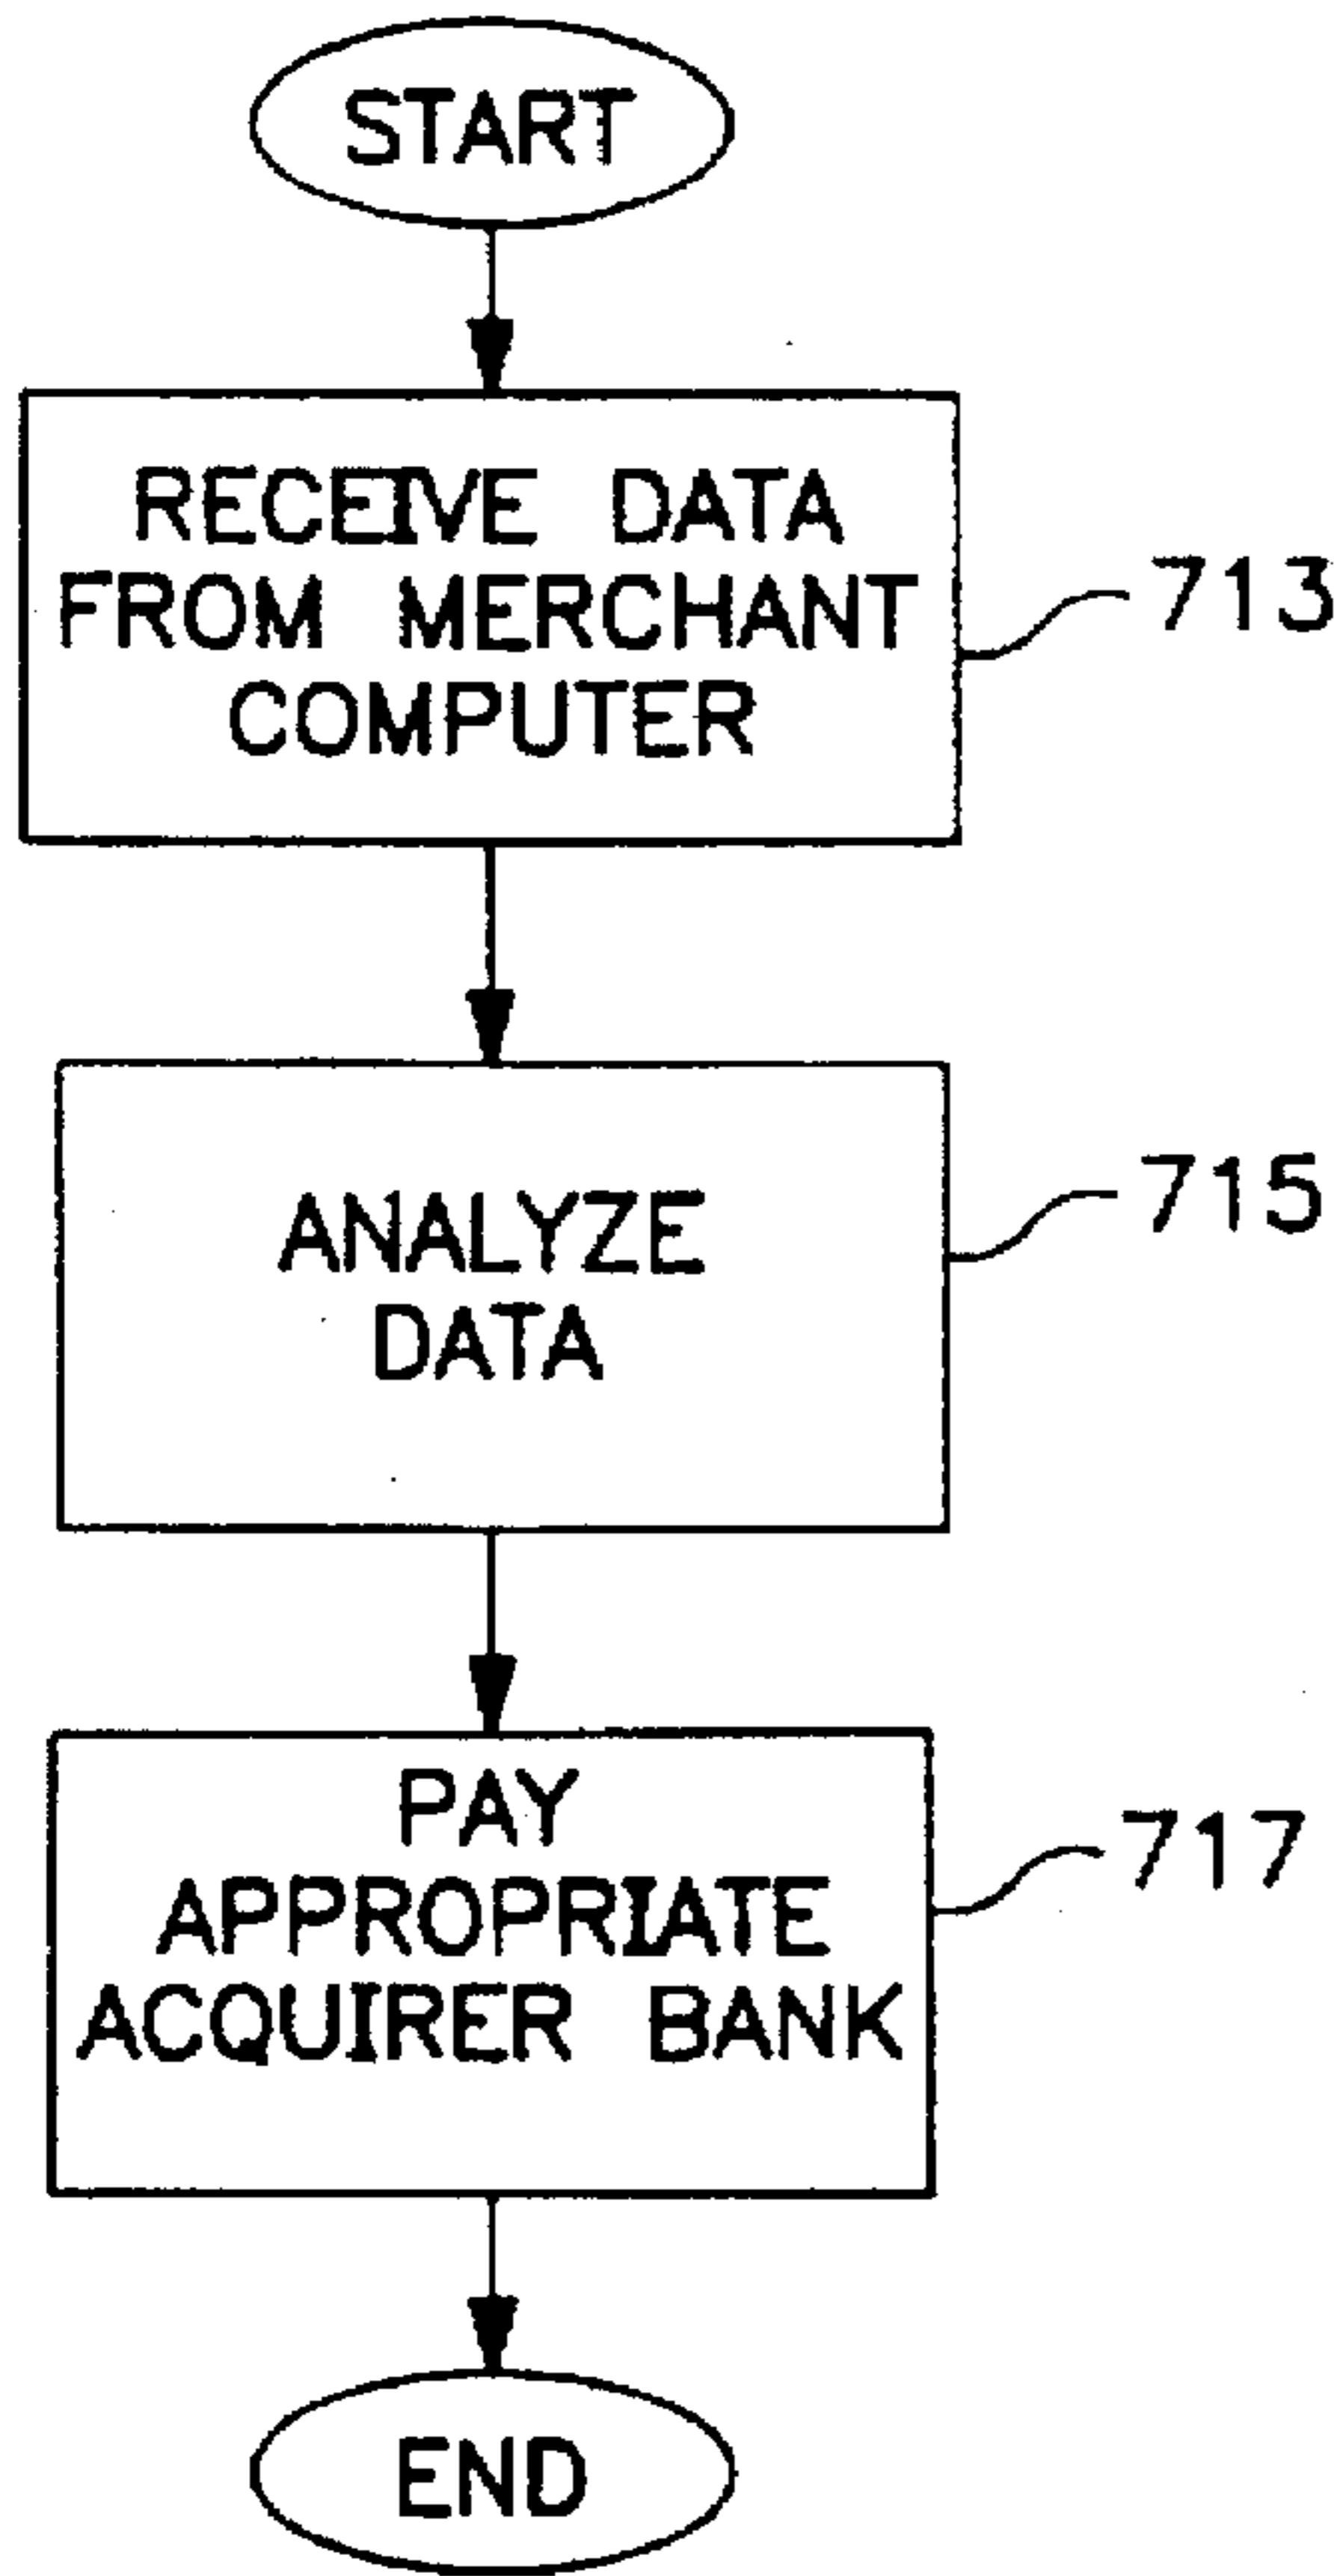 START
RECEIVE DATA
FROM MERCHANT
COMPUTER
713
ANALYZE
DATA
715
PAY
APPROPRIATE
ACQUIRER BANK
717
END